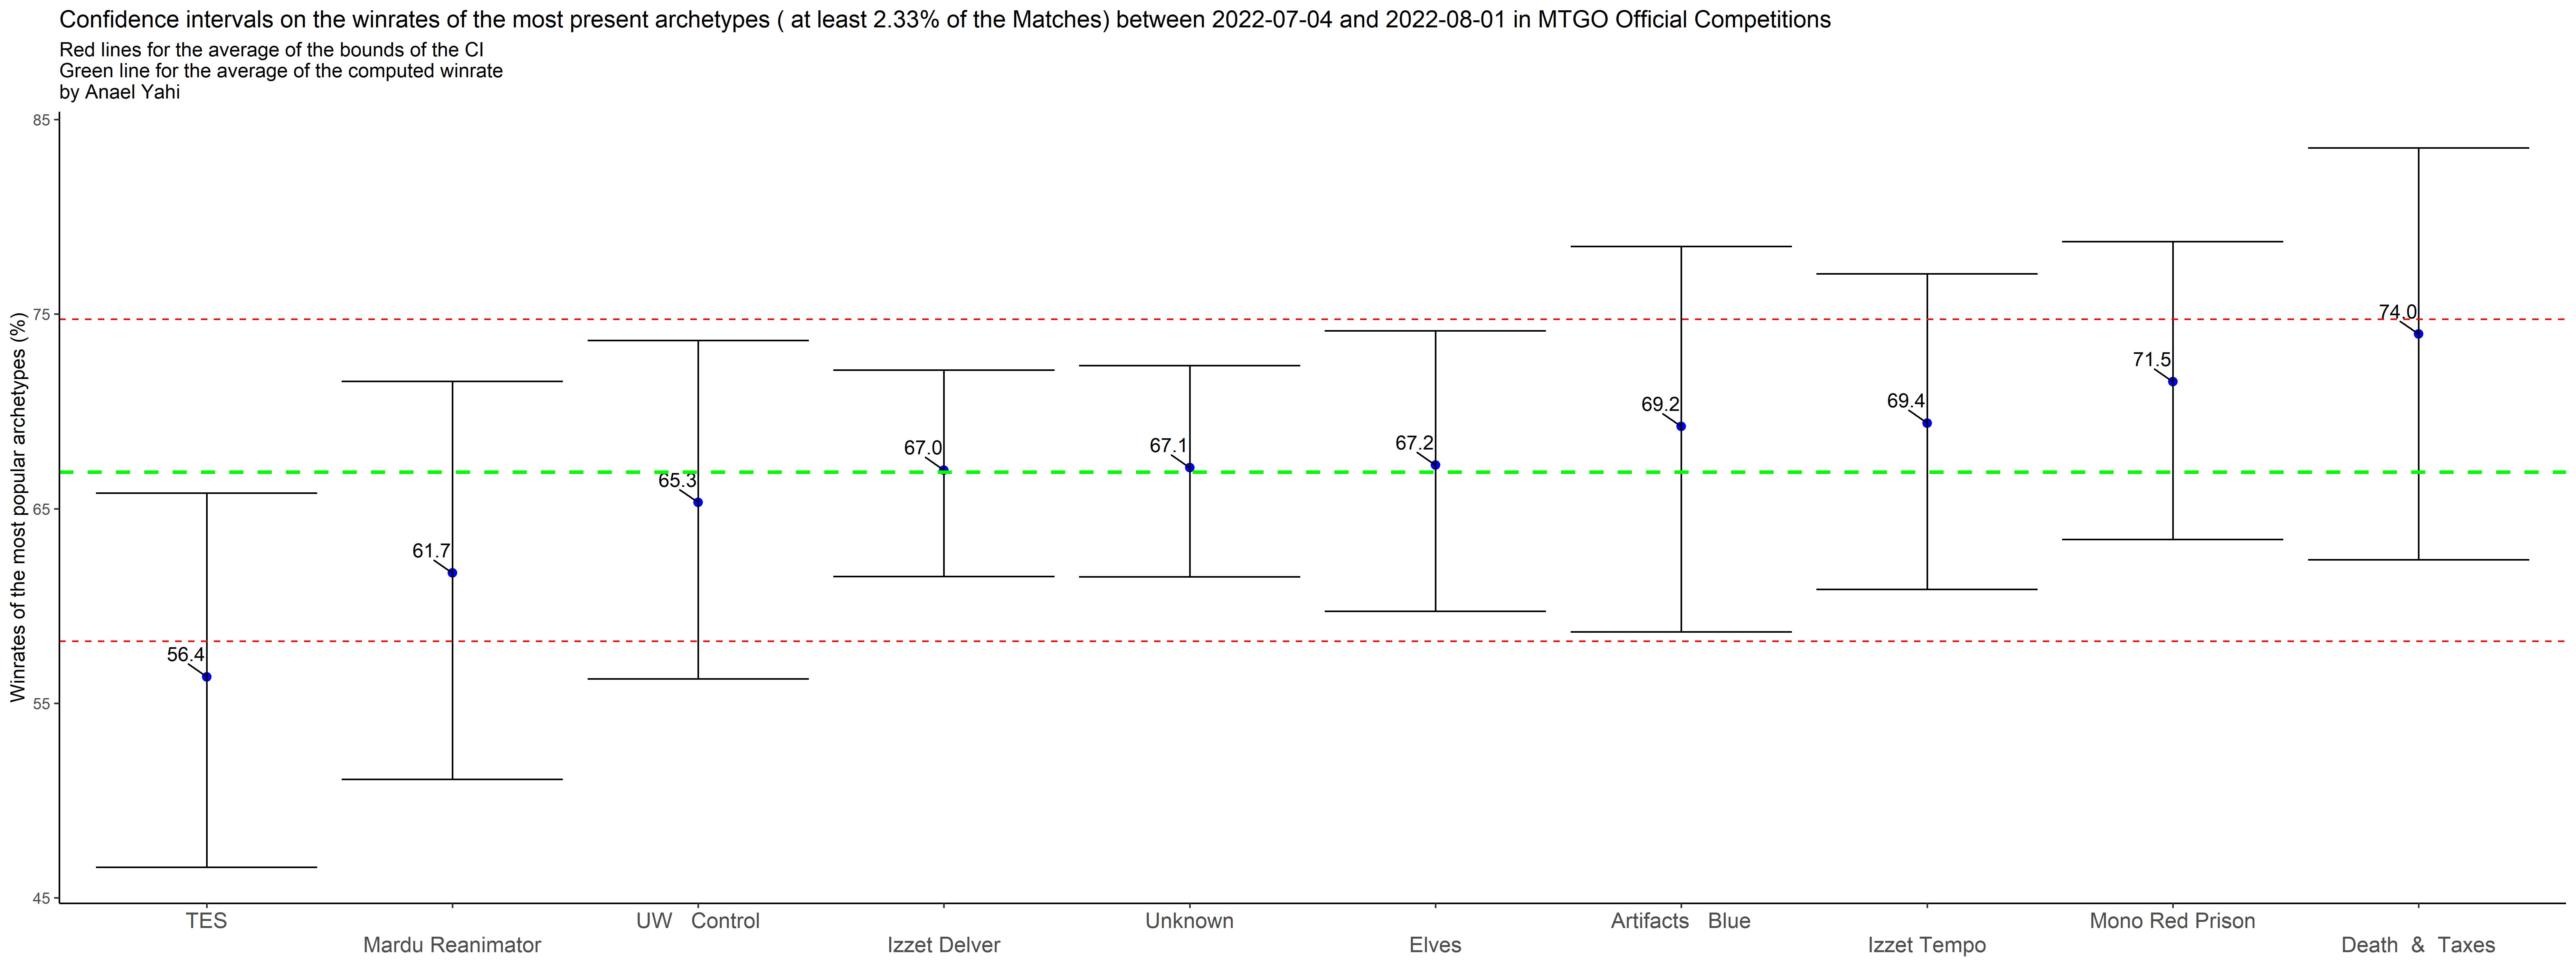 Confidence intervals on the winrates of the most present archetypes ( at least 2.33% of the Matches) between 2022-07-04 and 2022-08-01 in MTGO Official Competitions
Red lines for the average of the bounds of the CI
Green line for the average of the computed winrate
by Anael Yahi
Winrates of the most popular archetypes (%)
85
75
65
55
45
56.4
61.7
65.3
67.0
67.1
67.2
69.2
69.4
71.5
74.0
TES
Mardu Reanimator
UW Control
Izzet Delver
Unknown
Elves
Artifacts Blue
Izzet Tempo
Mono Red Prison
Death & Taxes